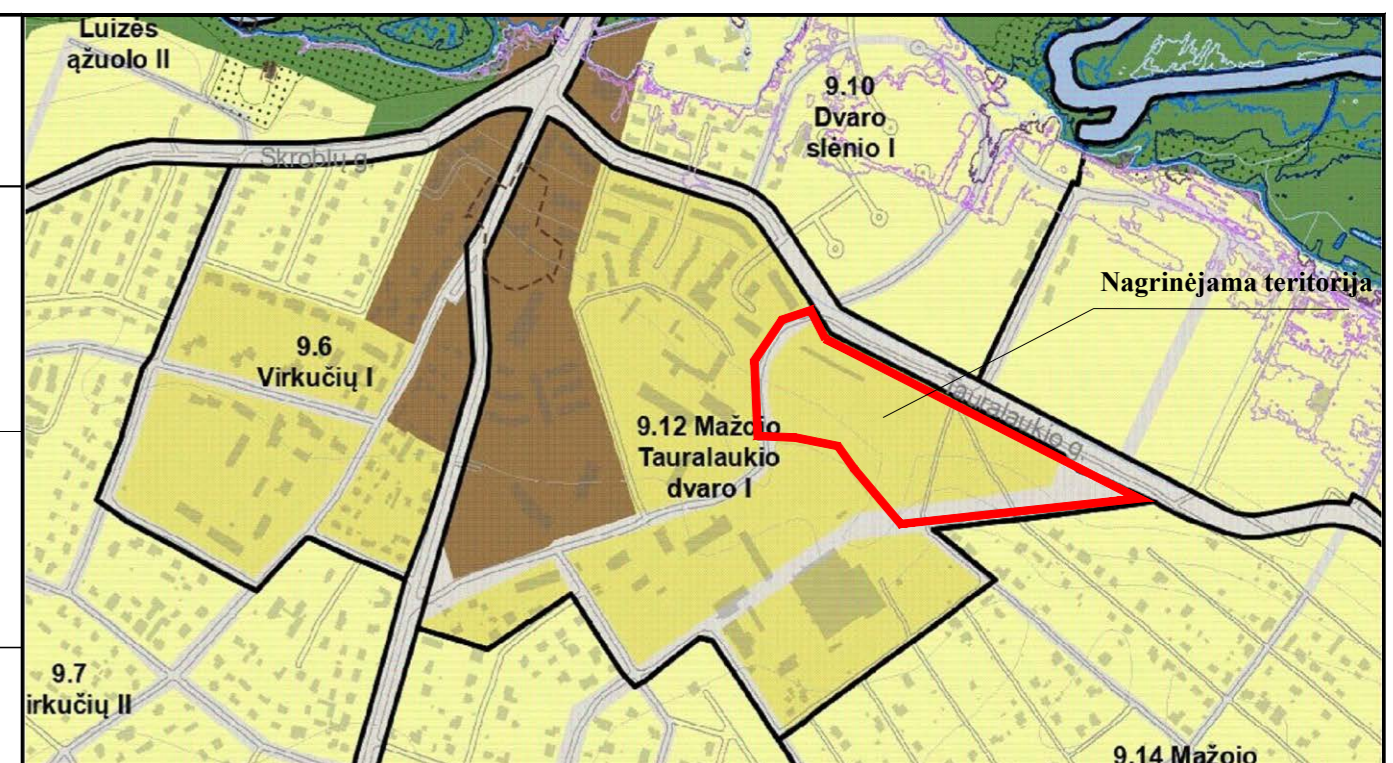 Luizės
ąžuolo II
9.10
Dvaro
slėnio I
Skroblų g.
Nagrinėjama teritorija
9.6
Virkučių I
Tauralaukio g.
9.12 Mažojo
Tauralaukio
dvaro I
9.7
irkučių II
9.14 Mažojo